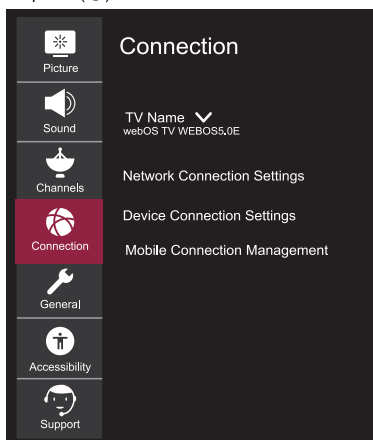 Picture
Sound
Channels
Connection
General
Accessibility
Support
Connection
TV Name
webOS TV WEBOS5.0E
Network Connection Settings
Device Connection Settings
Mobile Connection Management